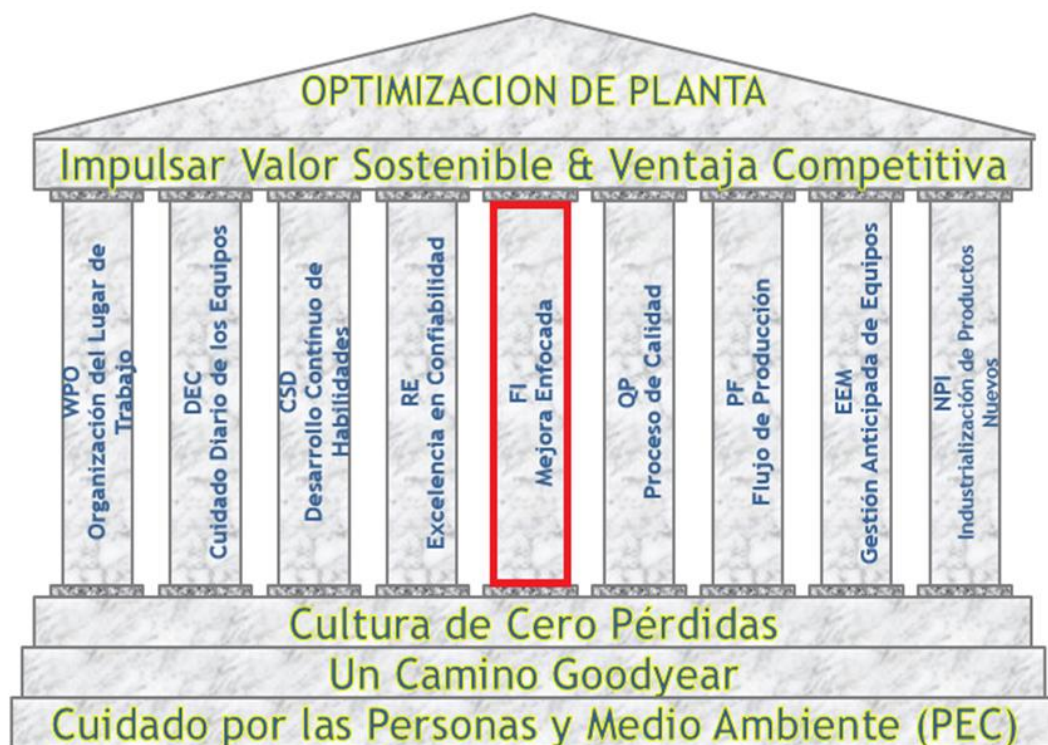 OPTIMIZACION DE PLANTA
Impulsar Valor Sostenible & Ventaja Competitiva
WPO
Organización del Lugar de
Trabajo
DEC
Cuidado Diario de los Equipos
CSD
Desarrollo Contínuo de
Habilidades
RE
Excelencia en Confiabilidad
FI
Mejora Enfocada
QP
Proceso de Calidad
PF
Flujo de Producción
EEM
Gestión Anticipada de Equipos
NPI
Industrialización de Productos
Nuevos
Cultura de Cero Pérdidas
Un Camino Goodyear
Cuidado por las Personas y Medio Ambiente (PEC)